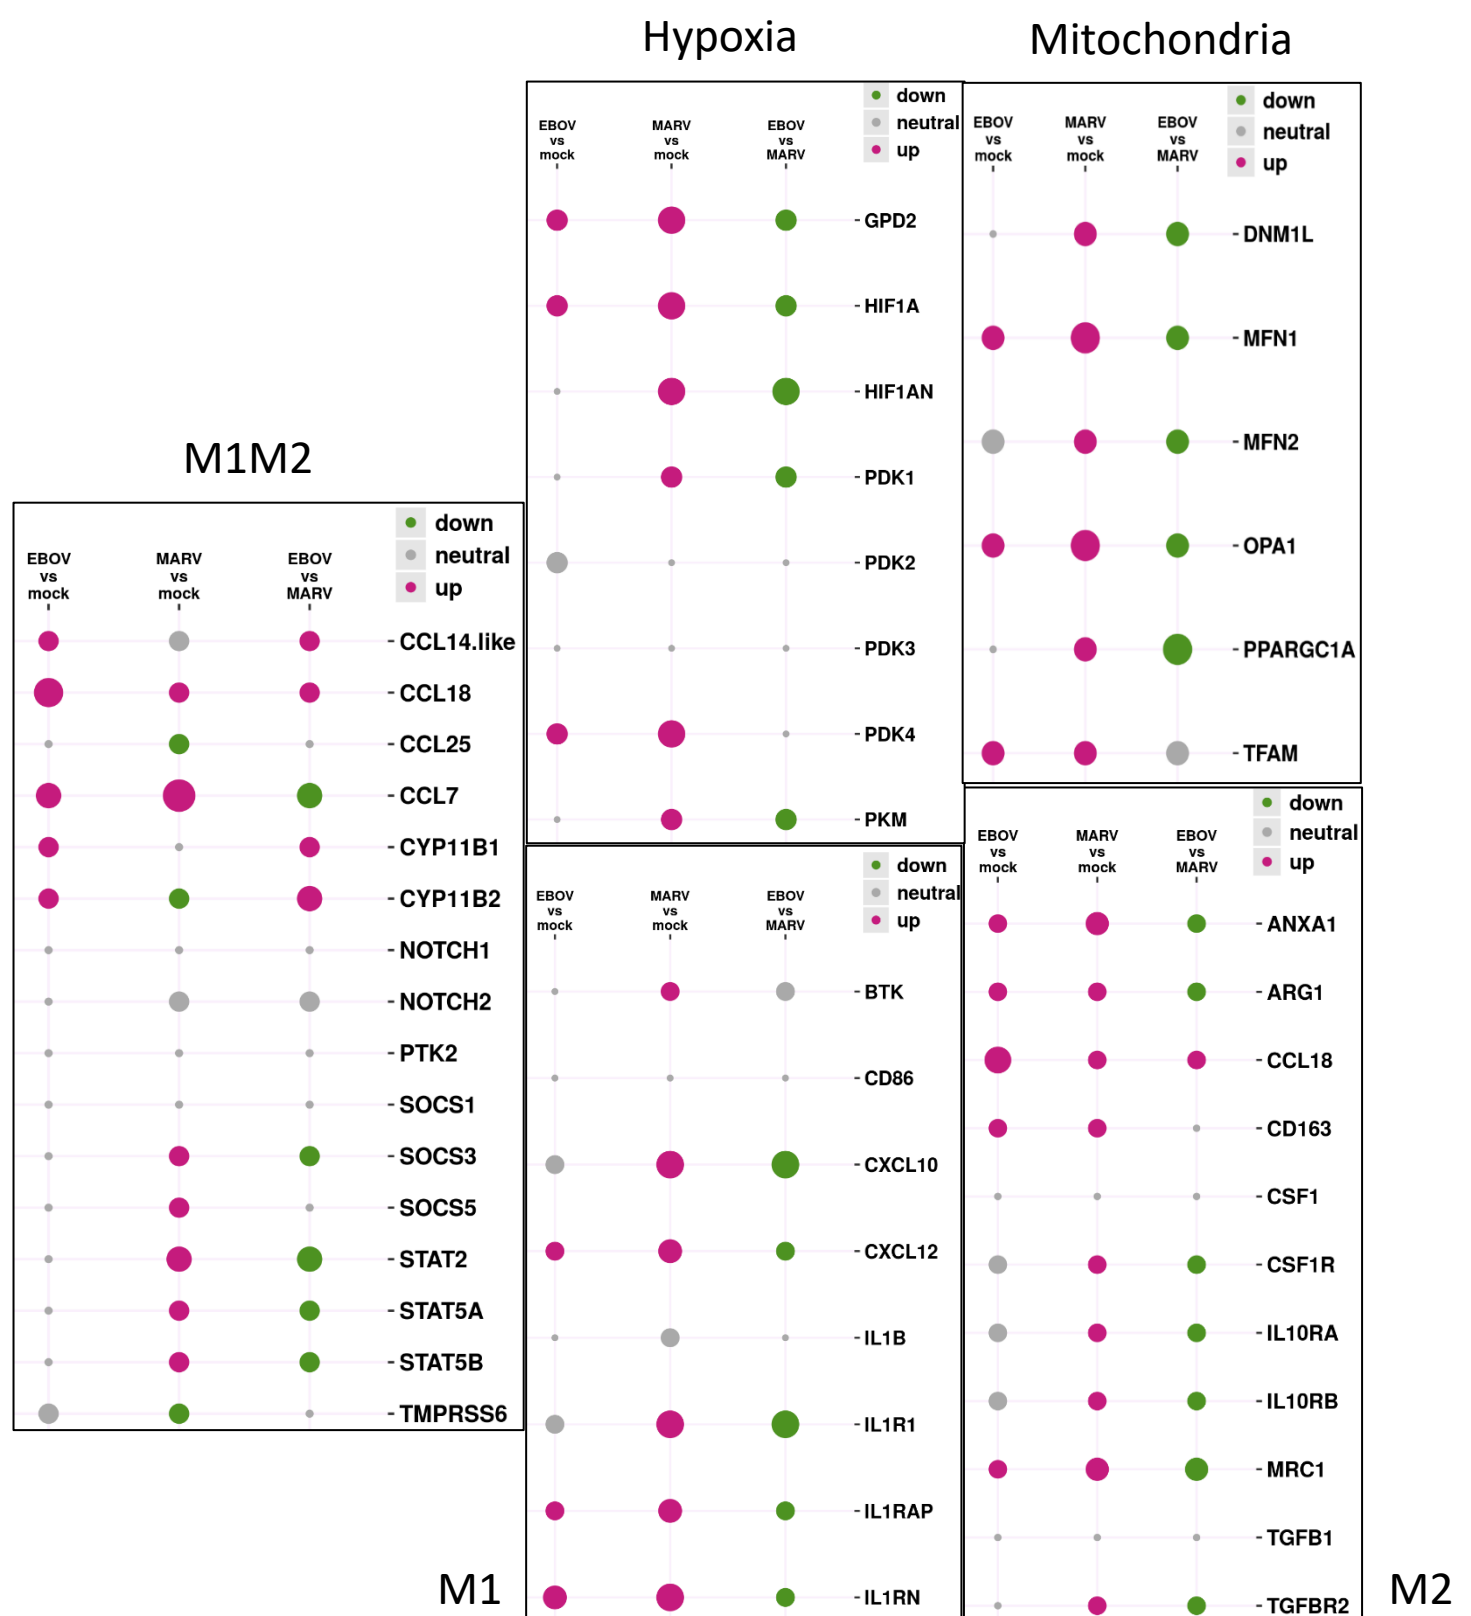 Hypoxia
Mitochondria
down
neutral
up
EBOV
vs
mock
MARV
vs
mock
EBOV
vs
MARV
- GPD2
- HIF1A
- HIF1AN
- PDK1
- PDK2
- PDK3
- PDK4
- PKM
down
neutral
up
EBOV
vs
mock
MARV
vs
mock
EBOV
vs
MARV
- DNM1L
- MFN1
- MFN2
- OPA1
- PPARGC1A
- TFAM
M1M2
down
neutral
up
EBOV
vs
mock
MARV
vs
mock
EBOV
vs
MARV
- CCL14.like
- CCL18
- CCL25
- CCL7
- CYP11B1
- CYP11B2
- NOTCH1
- NOTCH2
- PTK2
- SOCS1
- SOCS3
- SOCS5
- STAT2
- STAT5A
- STAT5B
- TMPRSS6
down
neutral
up
EBOV
vs
mock
MARV
vs
mock
EBOV
vs
MARV
- BTK
- CD86
- CXCL10
- CXCL12
- IL1B
- IL1R1
- IL1RAP
- IL1RN
M1
down
neutral
up
EBOV
vs
mock
MARV
vs
mock
EBOV
vs
MARV
- ANXA1
- ARG1
- CCL18
- CD163
- CSF1
- CSF1R
- IL10RA
- IL10RB
- MRC1
- TGFB1
- TGFBR2
M2